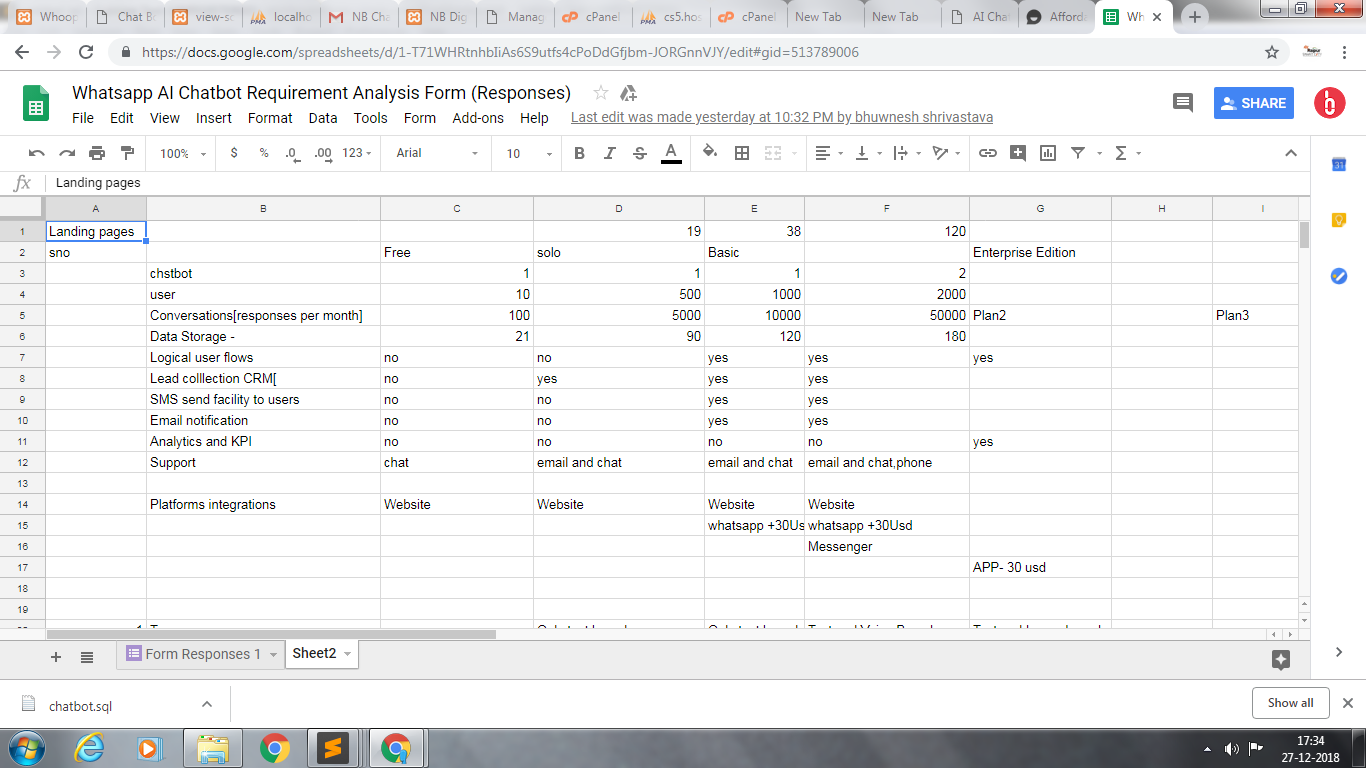 Whoop Chat B view-s localho NB Cha NB Dig Manag cPanel cs5.hos cPanel New Tab New Tab AI Cha Afforda Wh
https://docs.google.com/spreadsheets/d/1-T71WHRtnhbIiAs6S9utfs4cPoDdGfjbm-JORGnnVJY/edit#gid=513789006
Whatsapp AI Chatbot Requirement Analysis Form (Responses)
SHARE
File Edit View Insert Format Data Tools Form Add-ons Help Last edit was made yesterday at 10:32 PM by bhuwnesh shrivastava
100% $ % .0 .00 123 Arial 10 B I S A
fx Landing pages
A B C D E F G H I
1 Landing pages 19 38 120
2 sno Free solo Basic Enterprise Edition
3 chstbot 1 1 1 2
4 user 10 500 1000 2000
5 Conversations[responses per month] 100 5000 10000 50000 Plan2 Plan3
6 Data Storage - 21 90 120 180
7 Logical user flows no no yes yes yes
8 Lead colllection CRM[ no yes yes yes
9 SMS send facility to users no no yes yes
10 Email notification no no yes yes
11 Analytics and KPI no no no no yes
12 Support chat email and chat email and chat email and chat,phone
13
14 Platforms integrations Website Website Website Website
15 whatsapp +30Us whatsapp +30Usd
16 Messenger
17 APP- 30 usd
18
19
Form Responses 1 Sheet2
chatbot.sql Show all
17:34
27-12-2018